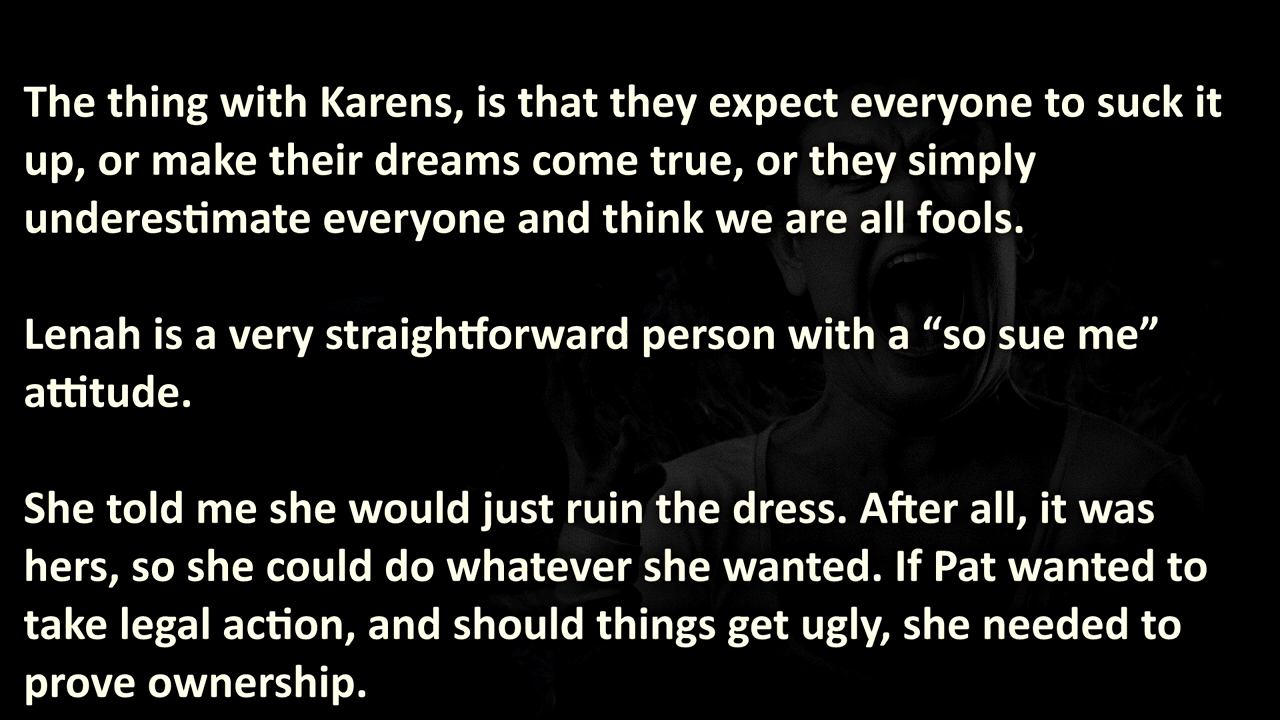 The thing with Karens, is that they expect everyone to suck it
up, or make their dreams come true, or they simply
underestimate everyone and think we are all fools.
Lenah is a very straightforward person with a “so sue me”
attitude.
She told me she would just ruin the dress. After all, it was
hers, so she could do whatever she wanted. If Pat wanted to
take legal action, and should things get ugly, she needed to
prove ownership.